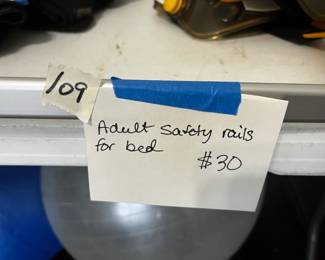 109
Adult safety rails
for bed
$30